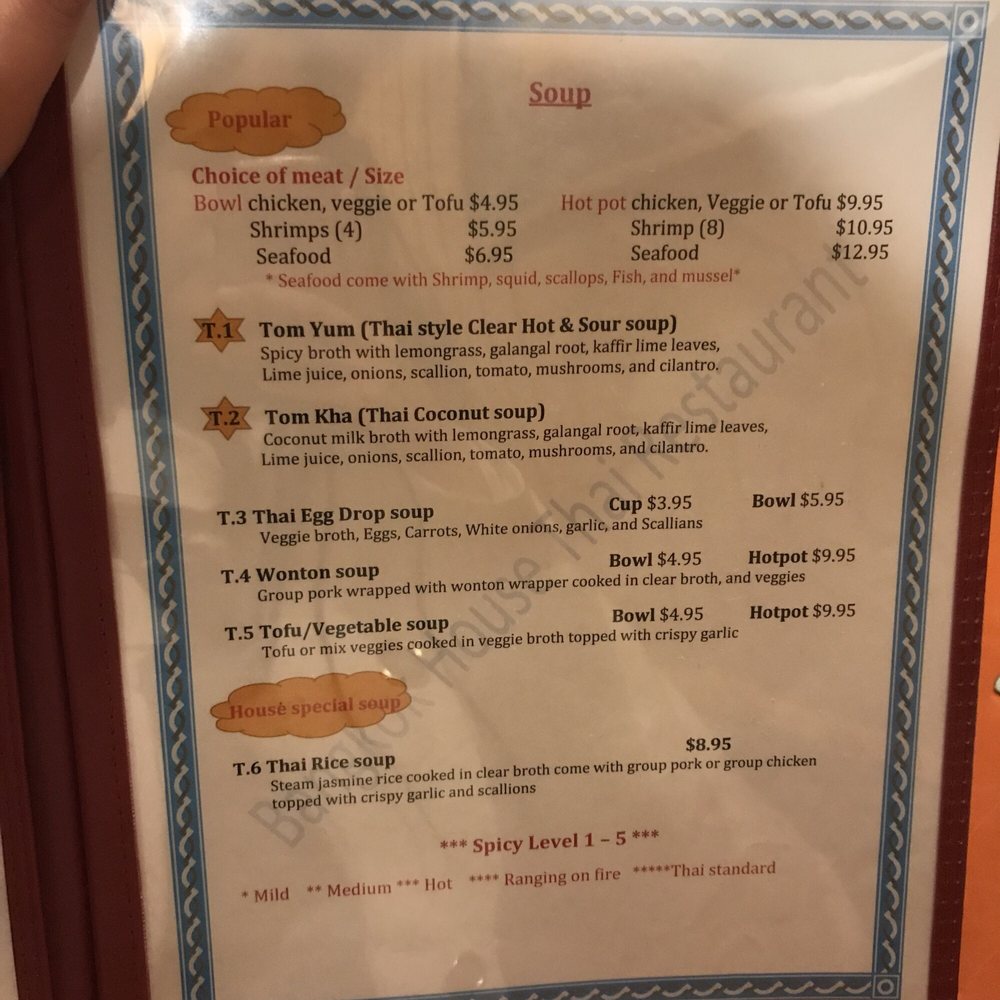 Soup
Popular
Choice of meat / Size
Bowl chicken, veggie or Tofu $4.95 Hot pot chicken, Veggie or Tofu $9.95
Shrimps (4) $5.95 Shrimp (8) $10.95
Seafood $6.95 Seafood $12.95
* Seafood come with Shrimp, squid, scallops, Fish, and mussel*
T.1 Tom Yum (Thai style Clear Hot & Sour soup)
Spicy broth with lemongrass, galangal root, kaffir lime leaves,
Lime juice, onions, scallion, tomato, mushrooms, and cilantro.
T.2 Tom Kha (Thai Coconut soup)
Coconut milk broth with lemongrass, galangal root, kaffir lime leaves,
Lime juice, onions, scallion, tomato, mushrooms, and cilantro.
T.3 Thai Egg Drop soup Cup $3.95 Bowl $5.95
Veggie broth, Eggs, Carrots, White onions, garlic, and Scallians
T.4 Wonton soup Bowl $4.95 Hotpot $9.95
Group pork wrapped with wonton wrapper cooked in clear broth, and veggies
T.5 Tofu/Vegetable soup Bowl $4.95 Hotpot $9.95
Tofu or mix veggies cooked in veggie broth topped with crispy garlic
House special soup
T.6 Thai Rice soup $8.95
Steam jasmine rice cooked in clear broth come with group pork or group chicken
topped with crispy garlic and scallions
*** Spicy Level 1 – 5 ***
* Mild ** Medium *** Hot **** Ranging on fire *****Thai standard
Bangkok House Thai Restaurant